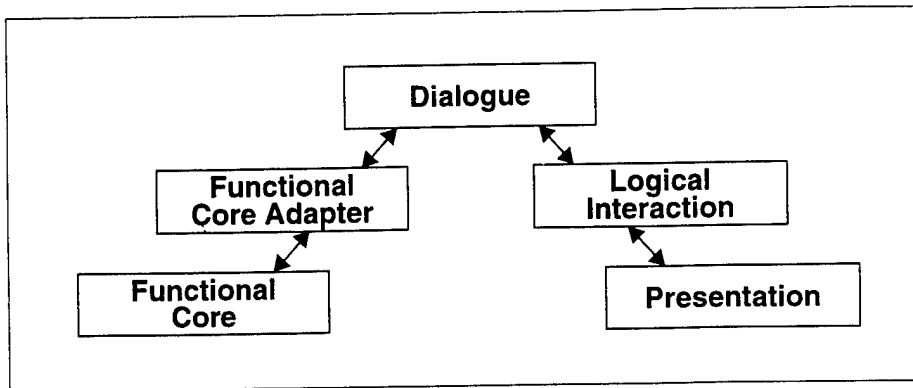 Dialogue
Functional
Core Adapter
Logical
Interaction
Functional
Core
Presentation